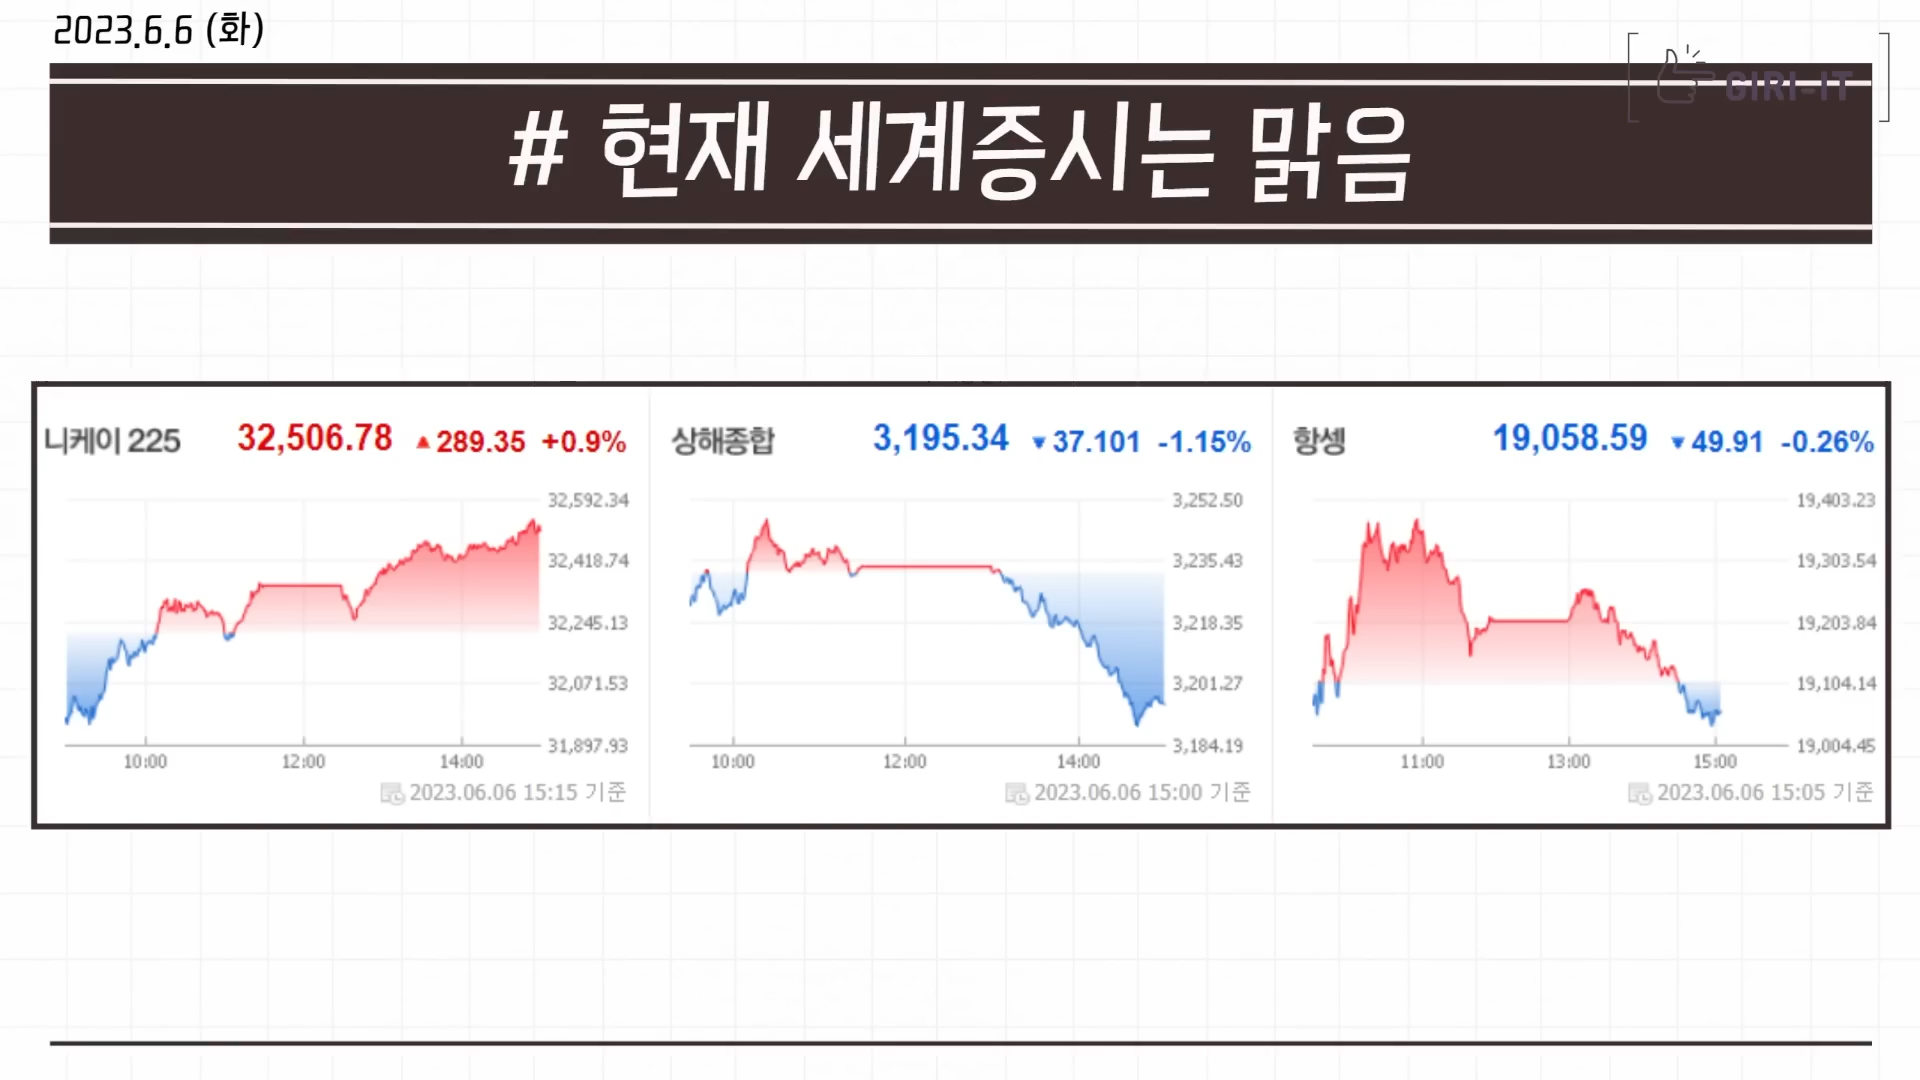 2023.6.6 (화)
GIRI-IT
# 현재 세계증시는 맑음
니케이 225 32,506.78 ▲289.35 +0.9%
32,592.34
32,418.74
32,245.13
32,071.53
31,897.93
10:00 12:00 14:00
2023.06.06 15:15 기준
상해종합 3,195.34 ▼37.101 -1.15%
3,252.50
3,235.43
3,218.35
3,201.27
3,184.19
10:00 12:00 14:00
2023.06.06 15:00 기준
항셍 19,058.59 ▼49.91 -0.26%
19,403.23
19,303.54
19,203.84
19,104.14
19,004.45
11:00 13:00 15:00
2023.06.06 15:05 기준